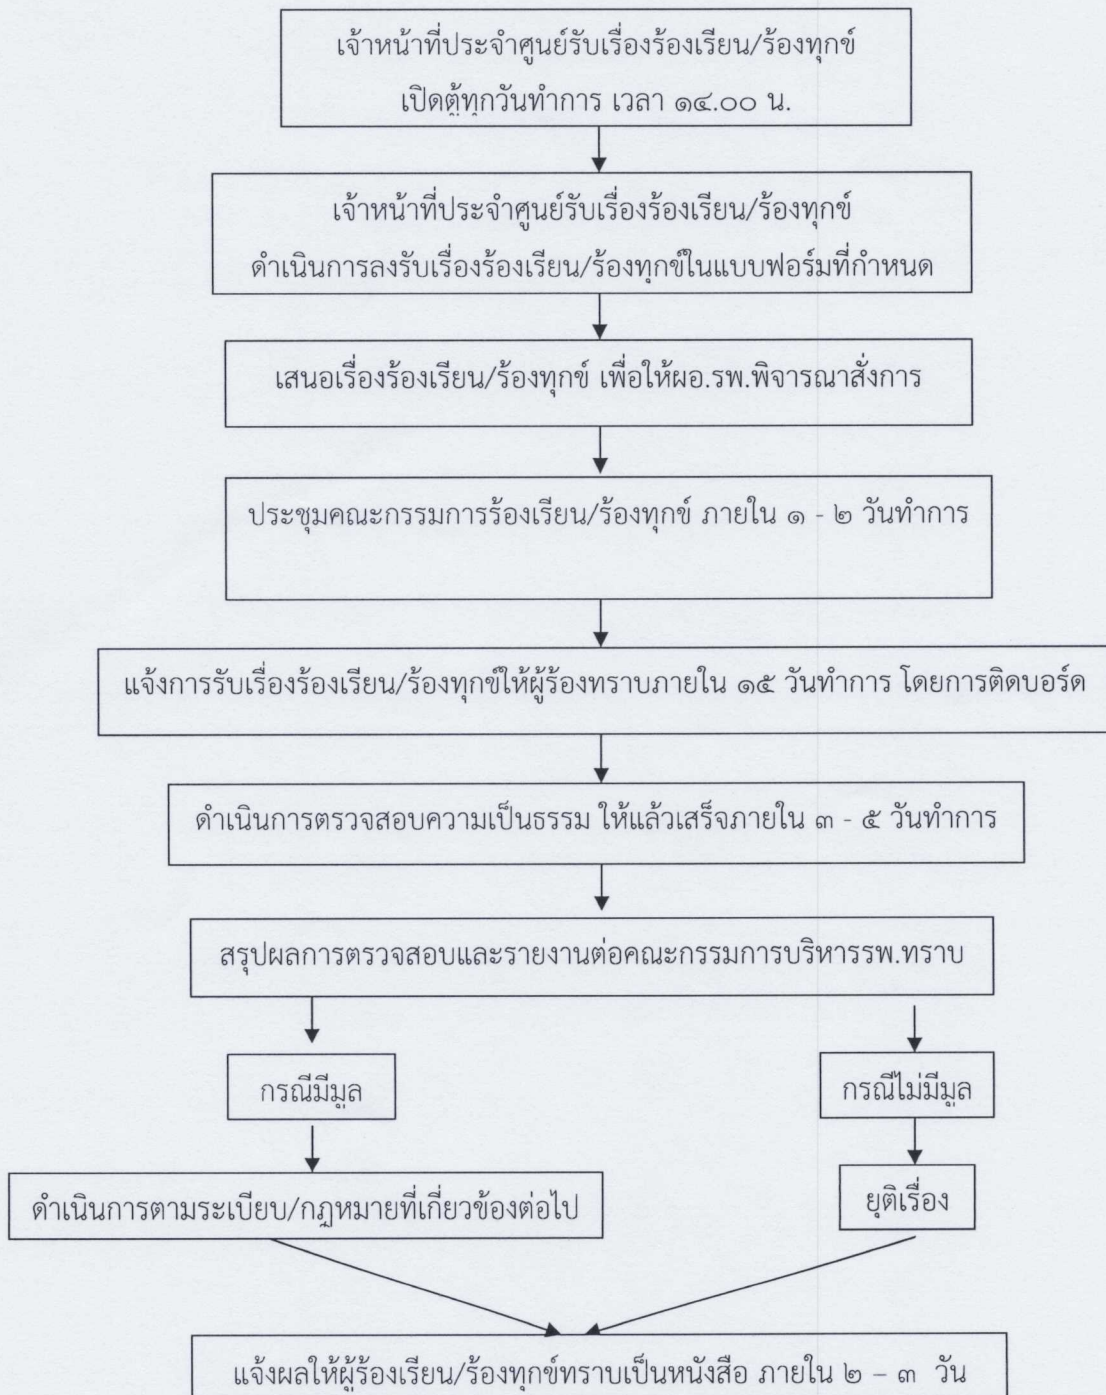 เจ้าหน้าที่ประจำศูนย์รับเรื่องร้องเรียน/ร้องทุกข์
เปิดตู้ทุกวันทำการ เวลา ๑๔.๐๐ น.
เจ้าหน้าที่ประจำศูนย์รับเรื่องร้องเรียน/ร้องทุกข์
ดำเนินการลงรับเรื่องร้องเรียน/ร้องทุกข์ในแบบฟอร์มที่กำหนด
เสนอเรื่องร้องเรียน/ร้องทุกข์ เพื่อให้ผอ.รพ.พิจารณาสั่งการ
ประชุมคณะกรรมการร้องเรียน/ร้องทุกข์ ภายใน ๑ - ๒ วันทำการ
แจ้งการรับเรื่องร้องเรียน/ร้องทุกข์ให้ผู้ร้องทราบภายใน ๑๕ วันทำการ โดยการติดบอร์ด
ดำเนินการตรวจสอบความเป็นธรรม ให้แล้วเสร็จภายใน ๓ - ๕ วันทำการ
สรุปผลการตรวจสอบและรายงานต่อคณะกรรมการบริหารรพ.ทราบ
กรณีมีมูล
กรณีไม่มีมูล
ดำเนินการตามระเบียบ/กฎหมายที่เกี่ยวข้องต่อไป
ยุติเรื่อง
แจ้งผลให้ผู้ร้องเรียน/ร้องทุกข์ทราบเป็นหนังสือ ภายใน ๒ – ๓ วัน